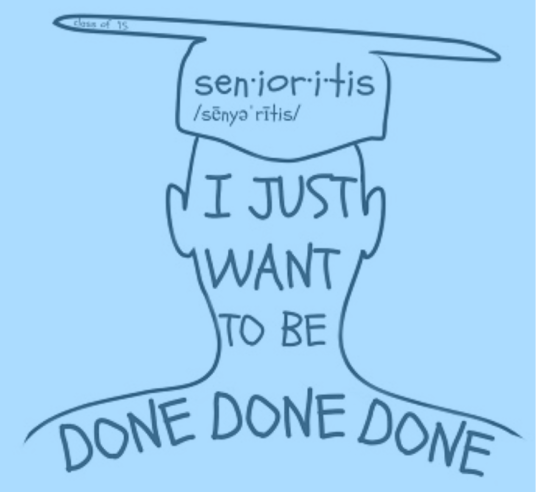 class of 15
sen·ior·i·tis
/sēnyəˈrītis/
I JUST
WANT
TO BE
DONE DONE DONE